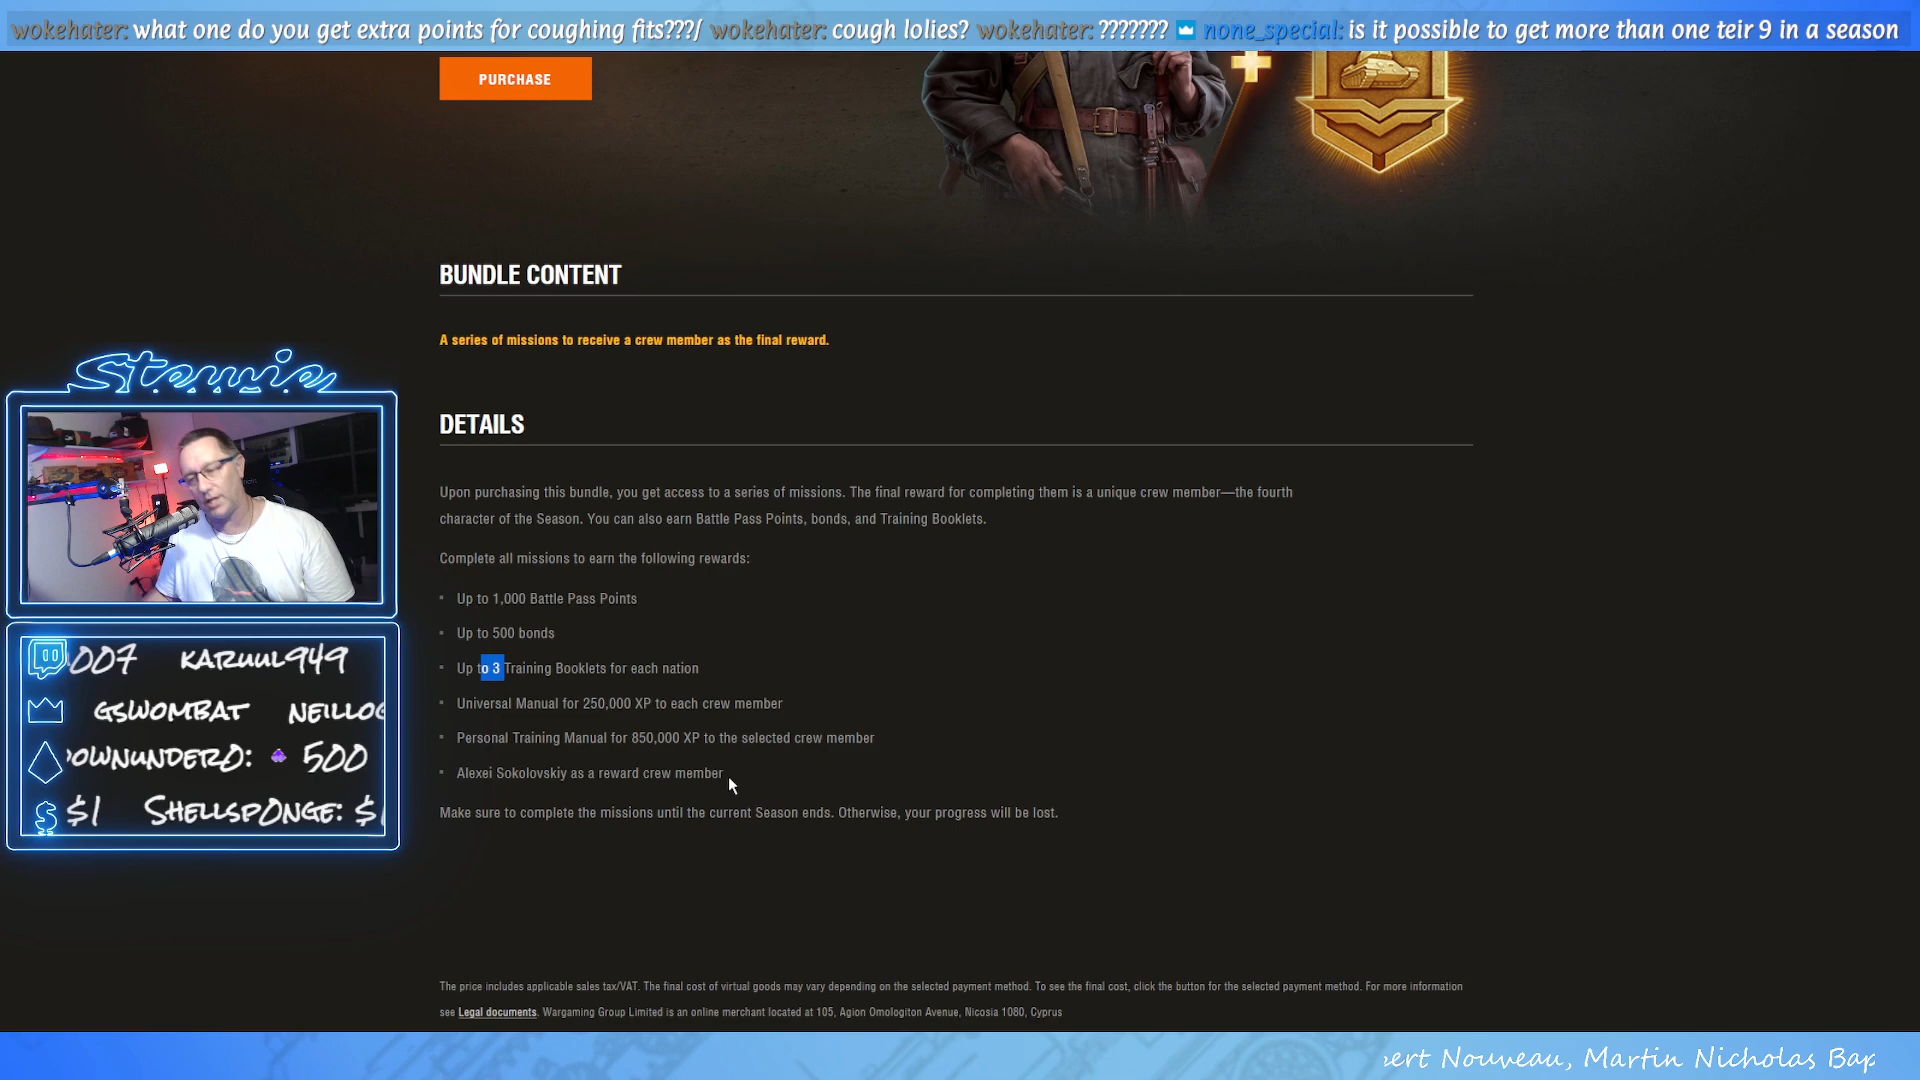 wokehater: what one do you get extra points for coughing fits???/ wokehater: cough lolies? wokehater: ??????? none_special: is it possible to get more than one teir 9 in a season
PURCHASE
BUNDLE CONTENT
A series of missions to receive a crew member as the final reward.
Stewie
DETAILS
Upon purchasing this bundle, you get access to a series of missions. The final reward for completing them is a unique crew member—the fourth
character of the Season. You can also earn Battle Pass Points, bonds, and Training Booklets.
Complete all missions to earn the following rewards:
Up to 1,000 Battle Pass Points
Up to 500 bonds
Up to 3 Training Booklets for each nation
Universal Manual for 250,000 XP to each crew member
Personal Training Manual for 850,000 XP to the selected crew member
Alexei Sokolovskiy as a reward crew member
Make sure to complete the missions until the current Season ends. Otherwise, your progress will be lost.
007 karuul949
gswombat neillog
ownunder0: 500
$1 Shellsp0nge: $
The price includes applicable sales tax/VAT. The final cost of virtual goods may vary depending on the selected payment method. To see the final cost, click the button for the selected payment method. For more information
see Legal documents. Wargaming Group Limited is an online merchant located at 105, Agion Omologiton Avenue, Nicosia 1080, Cyprus
ert Nouveau, Martin Nicholas Bap